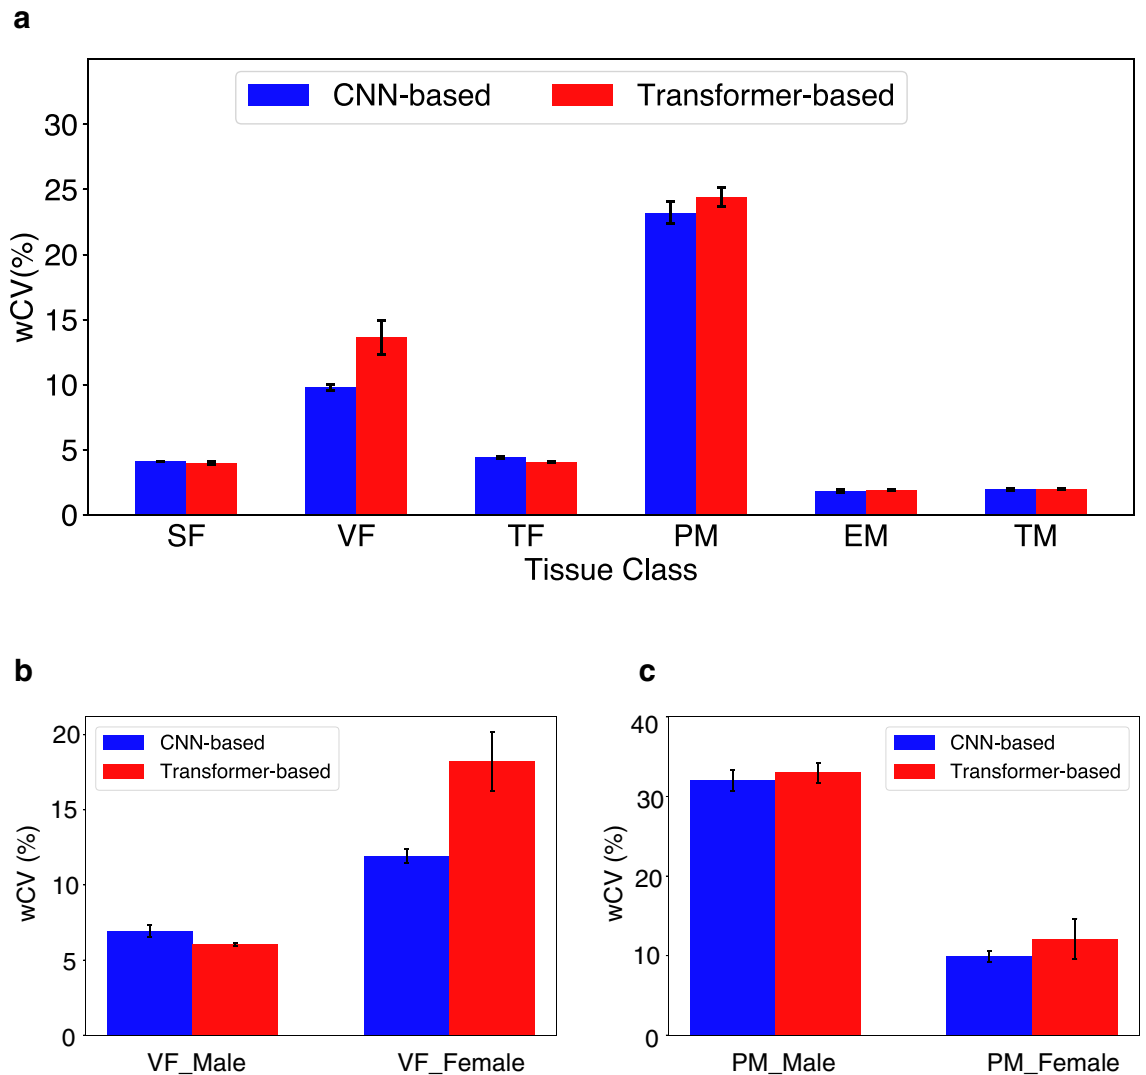 a
CNN-based Transformer-based
30
25
20
15
10
5
0
wCV(%)
SF VF TF PM EM TM
Tissue Class
b
CNN-based
Transformer-based
20
15
10
5
0
wCV (%)
VF_Male VF_Female
c
CNN-based
Transformer-based
40
30
20
10
0
wCV (%)
PM_Male PM_Female